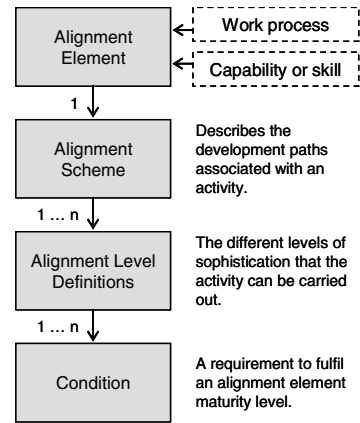 Alignment
Element
Work process
Capability or skill
1
Alignment
Scheme
Describes the
development paths
associated with an
activity.
1 ... n
Alignment Level
Definitions
The different levels of
sophistication that the
activity can be carried
out.
1 ... n
Condition
A requirement to fulfil
an alignment element
maturity level.